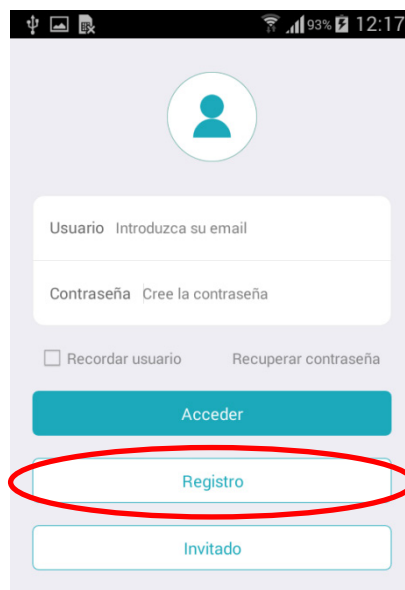 93% 12:17
Usuario Introduzca su email
Contraseña Cree la contraseña
Recordar usuario Recuperar contraseña
Acceder
Registro
Invitado